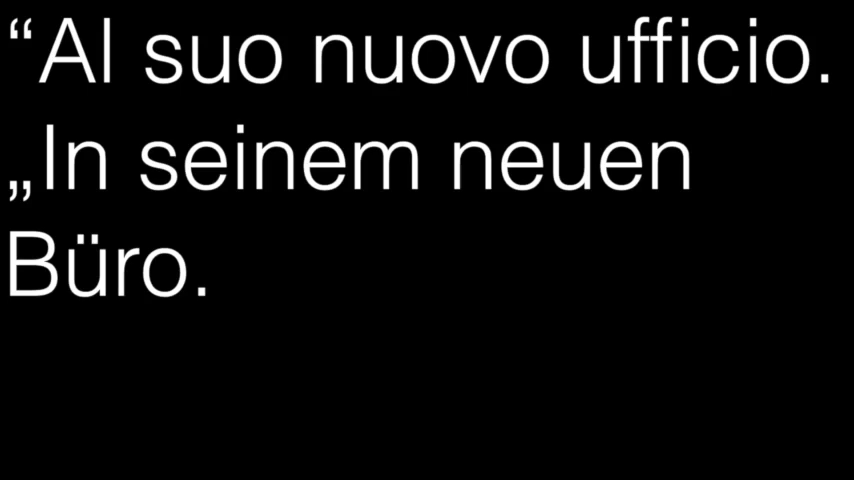 “Al suo nuovo ufficio.
„In seinem neuen
Büro.